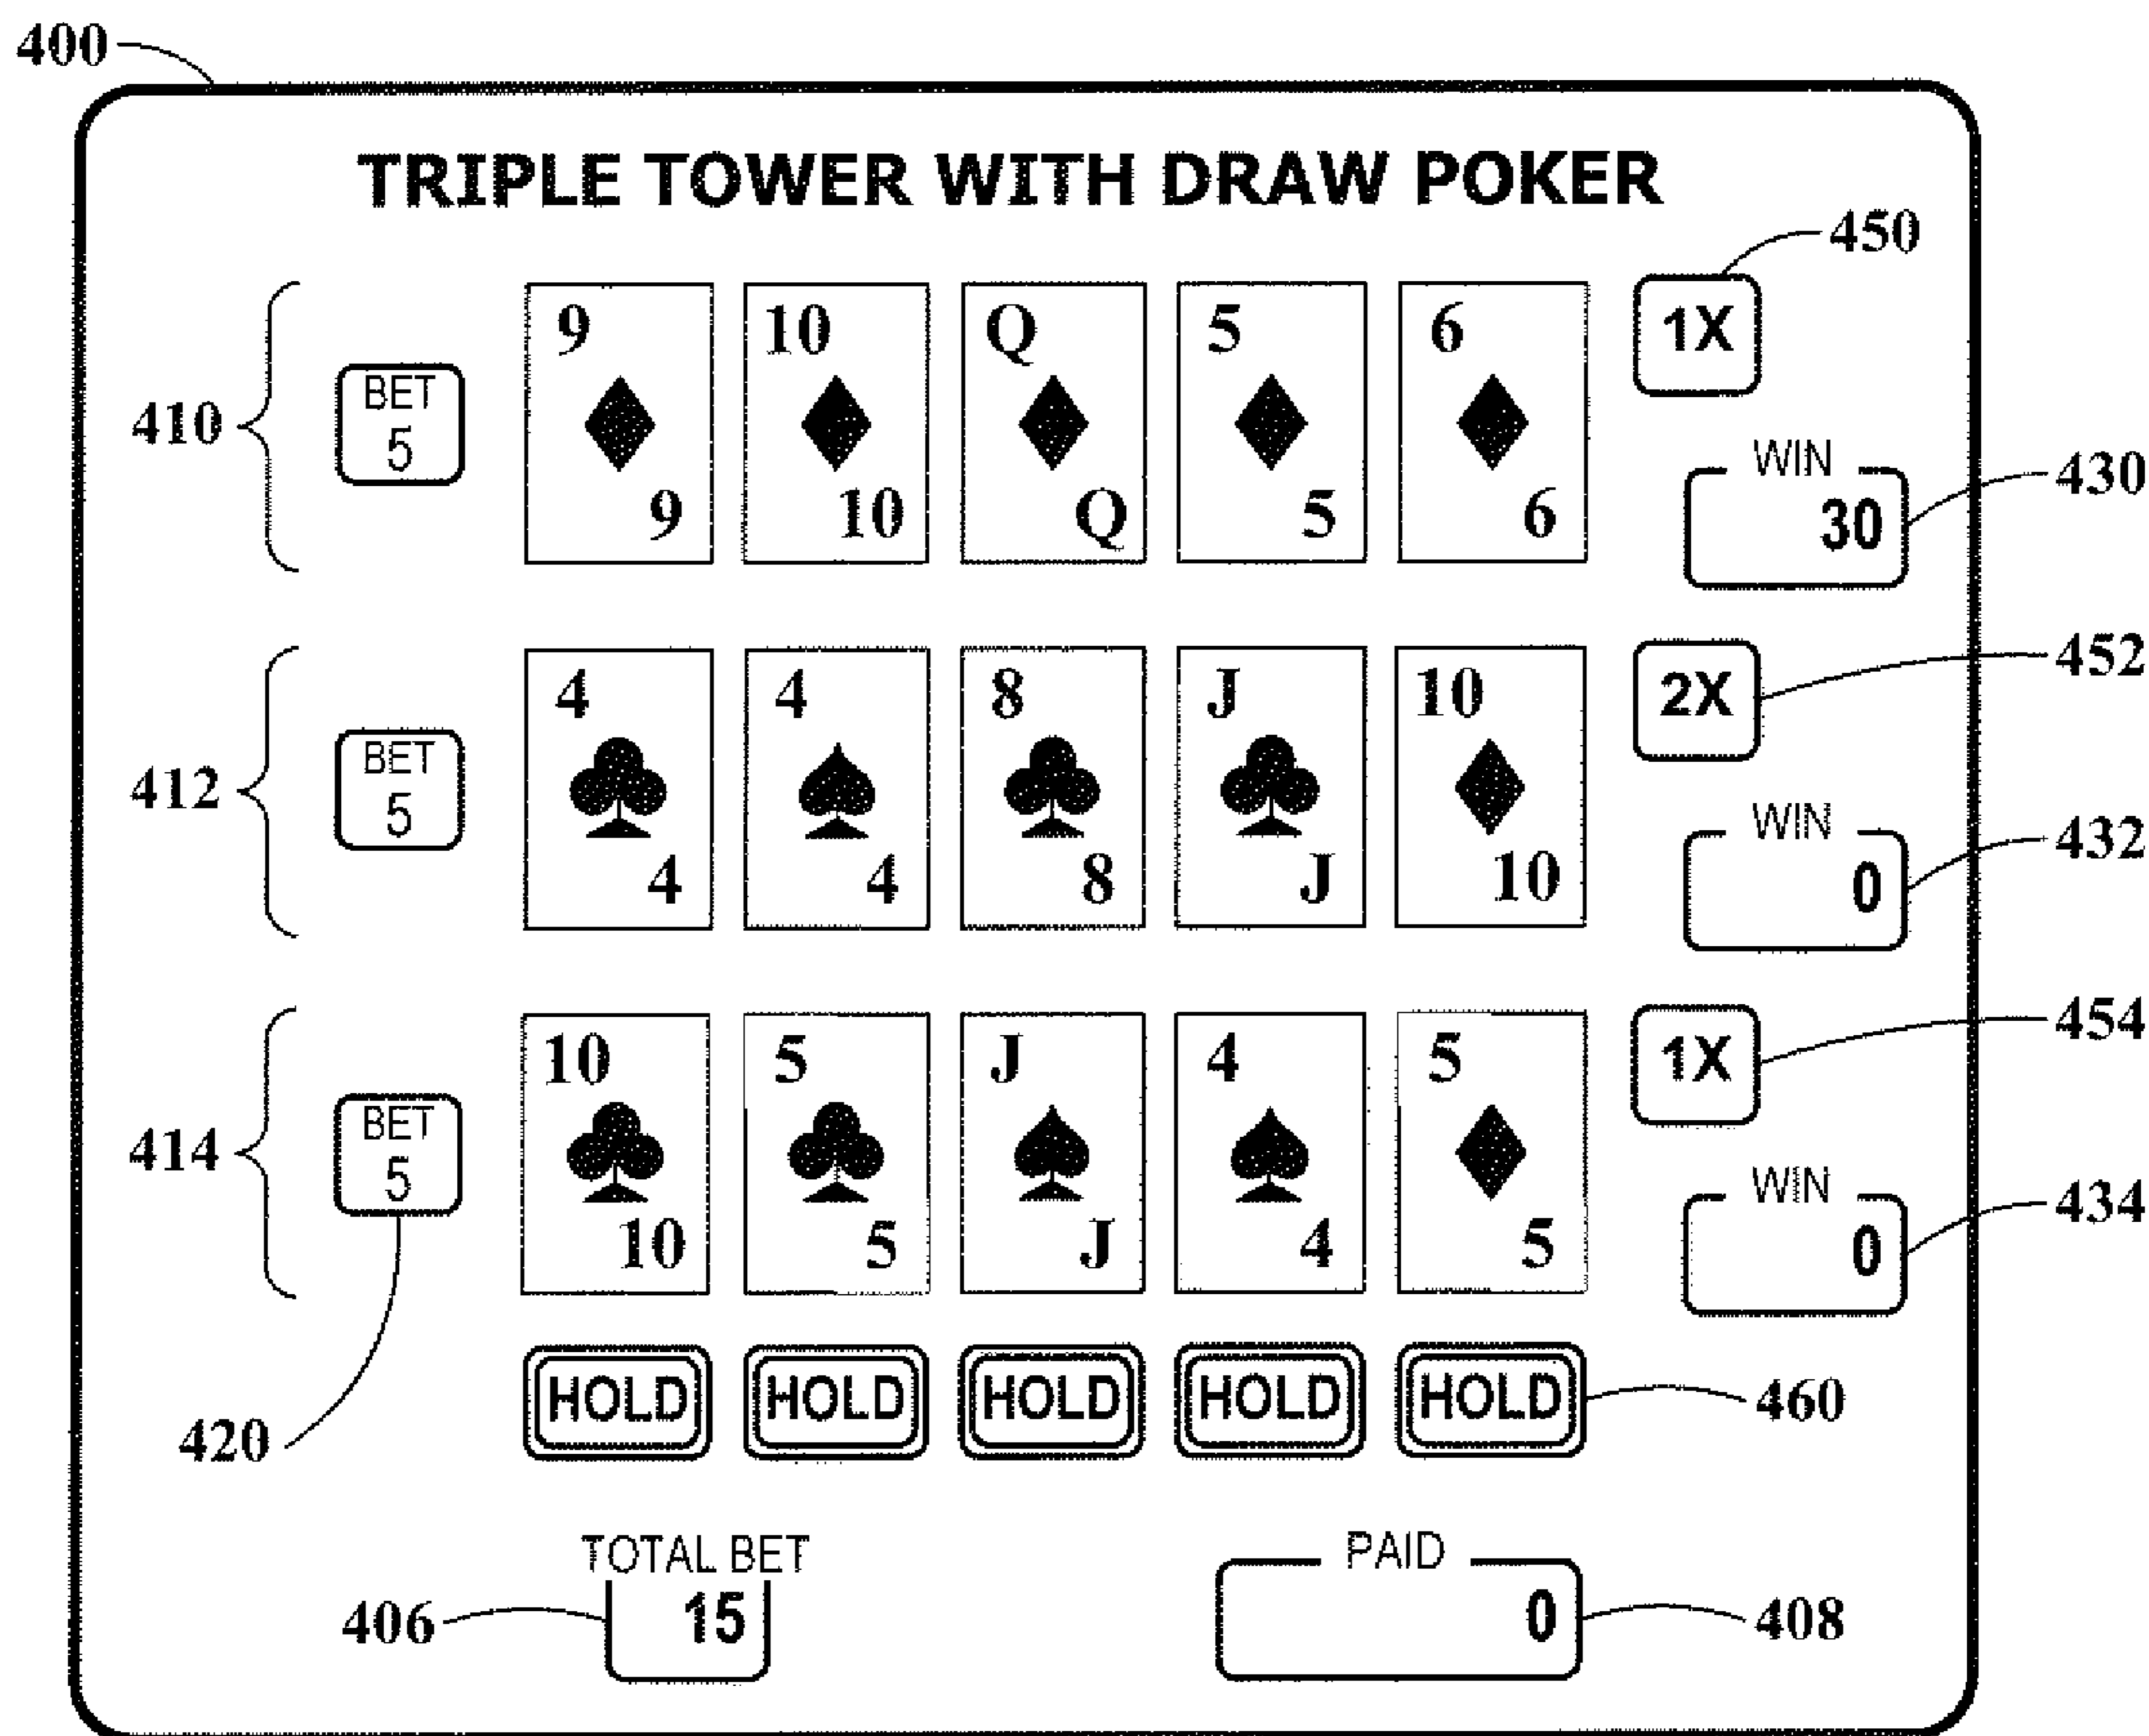 400
TRIPLE TOWER WITH DRAW POKER
450
9 10 Q 5 6 1X
410 BET 5
9 10 Q 5 6
WIN 30 430
4 4 8 J 10 2X 452
412 BET 5
4 4 8 J 10
WIN 0 432
10 5 J 4 5 1X 454
414 BET 5
10 5 J 4 5
WIN 0 434
HOLD HOLD HOLD HOLD HOLD 460
420
TOTAL BET PAID
406 15 0 408